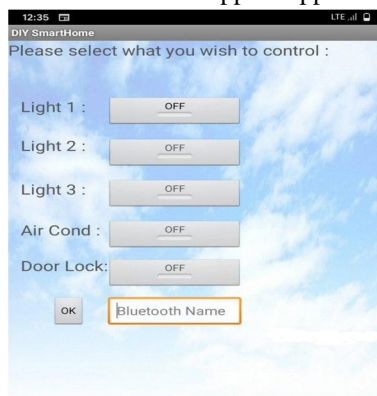 12:35 LTE
DIY SmartHome
Please select what you wish to control :
Light 1 : OFF
Light 2 : OFF
Light 3 : OFF
Air Cond : OFF
Door Lock: OFF
OK Bluetooth Name